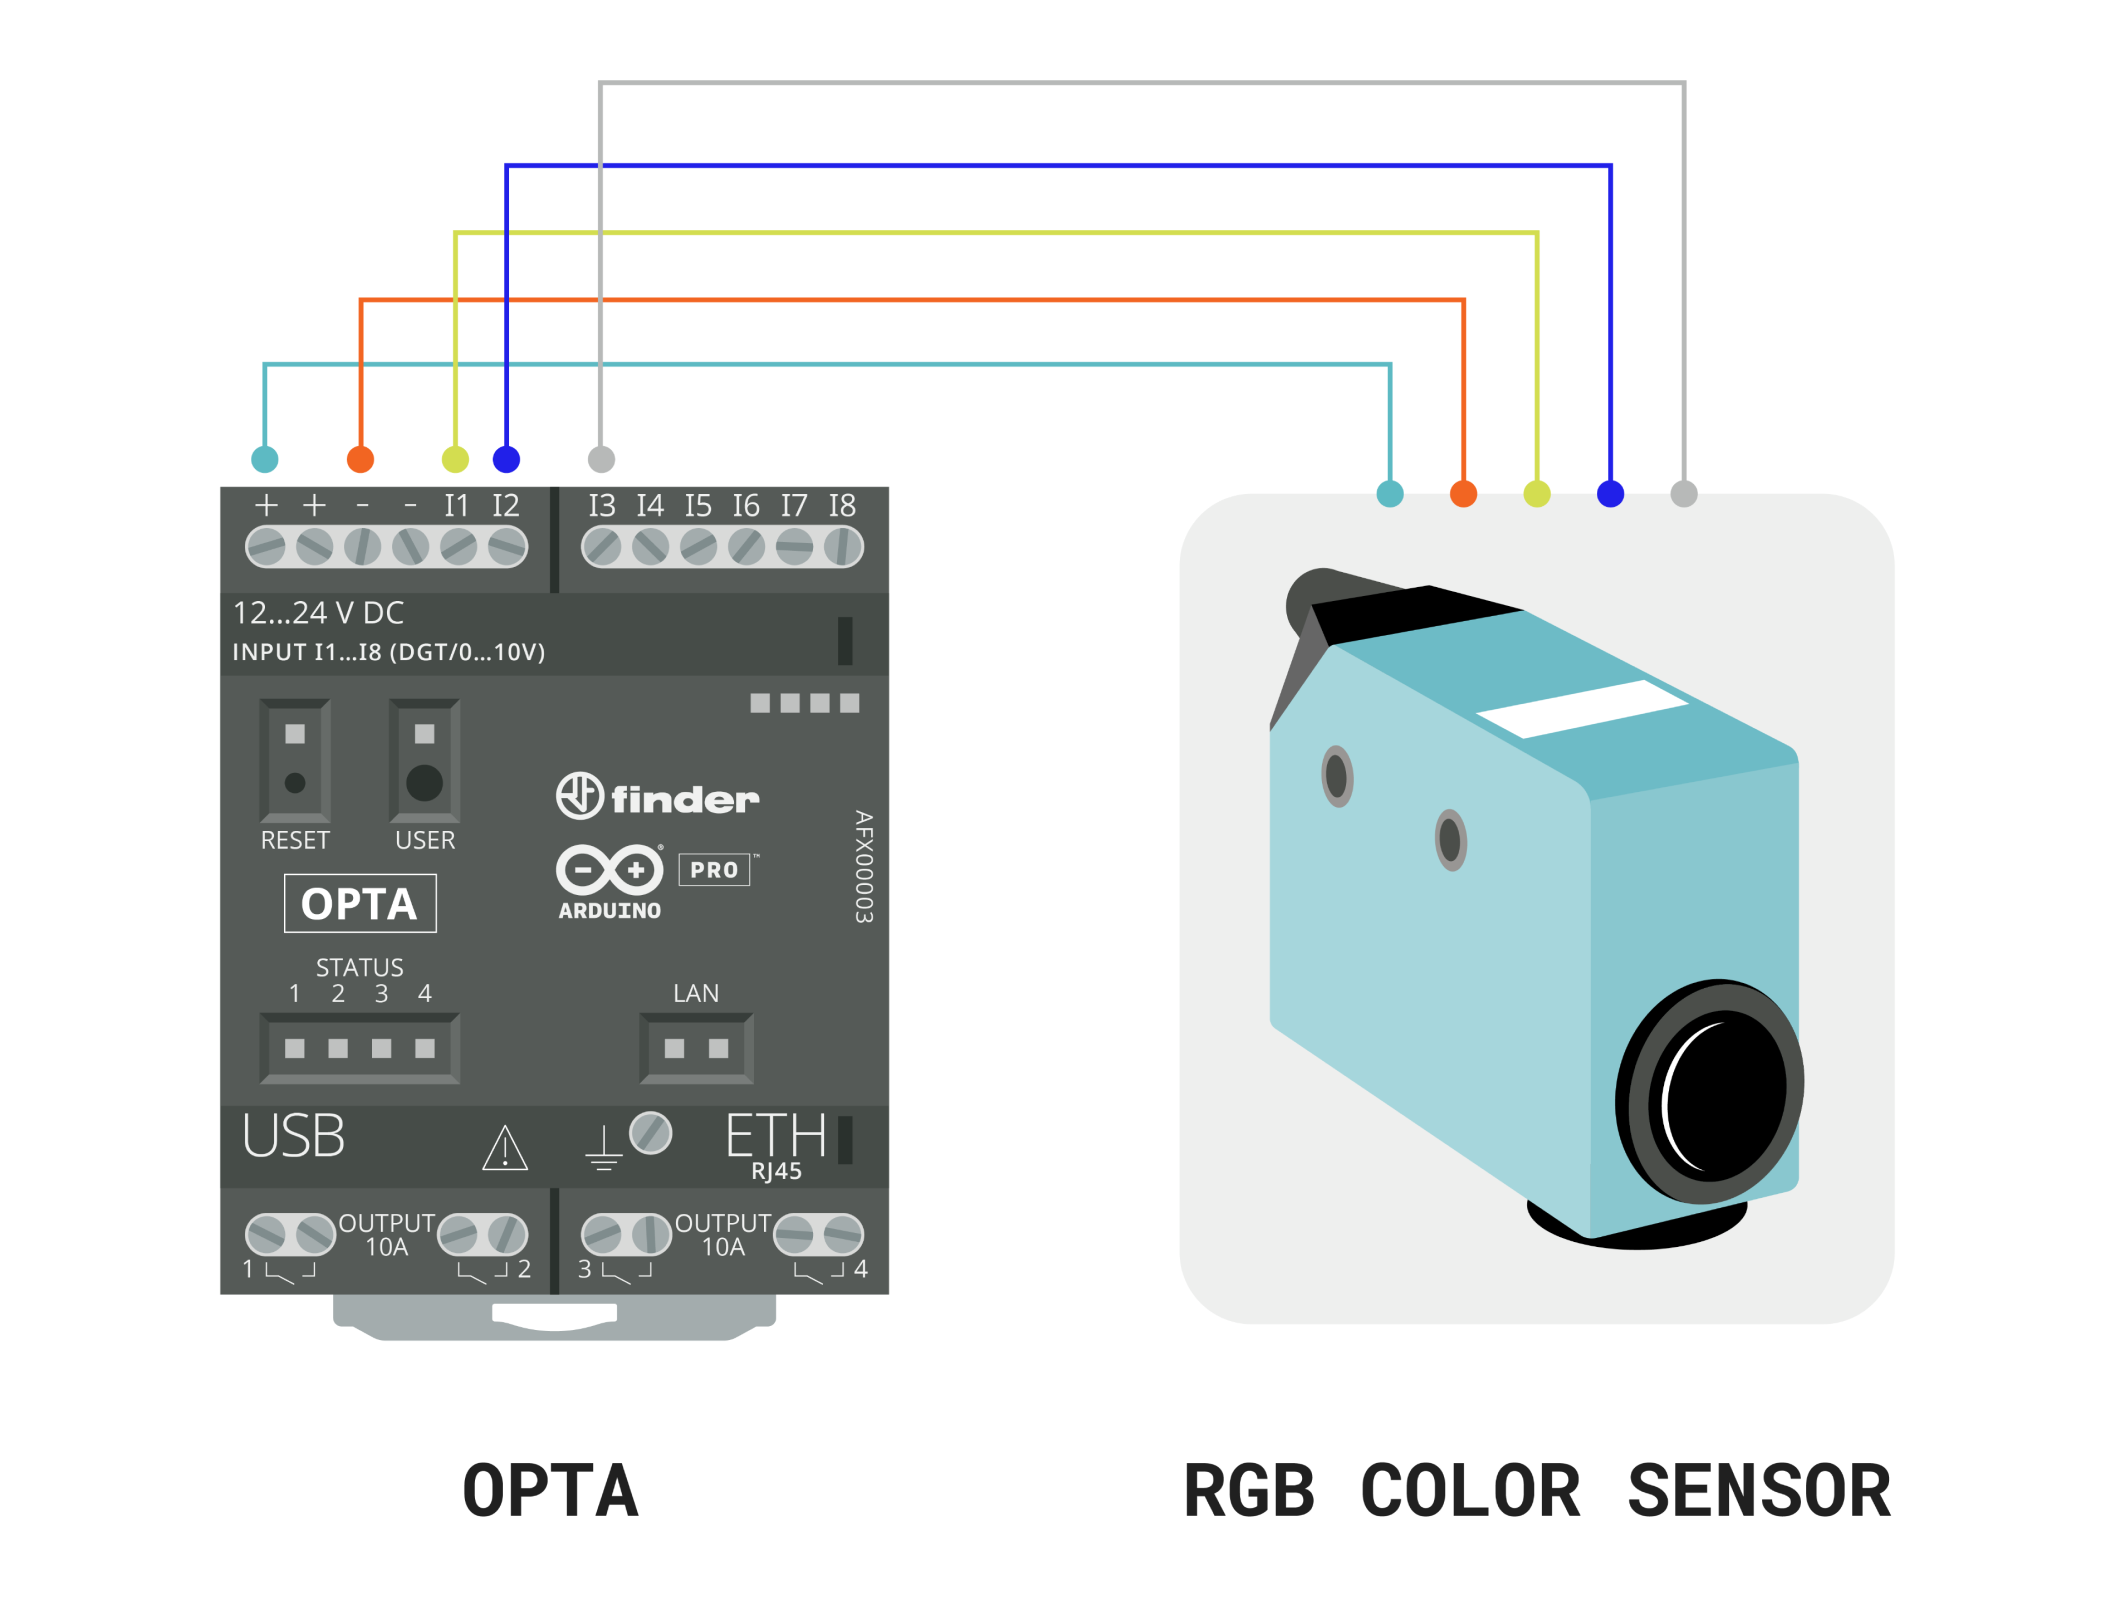 + + - - I1 I2 I3 I4 I5 I6 I7 I8
12...24 V DC
INPUT I1...I8 (DGT/0...10V)
RESET USER
finder
PRO™
®
ARDUINO
AFX00003
OPTA
STATUS
1 2 3 4
LAN
USB
ETH
RJ45
OUTPUT
10A
OUTPUT
10A
1 2 3 4
OPTA
RGB COLOR SENSOR